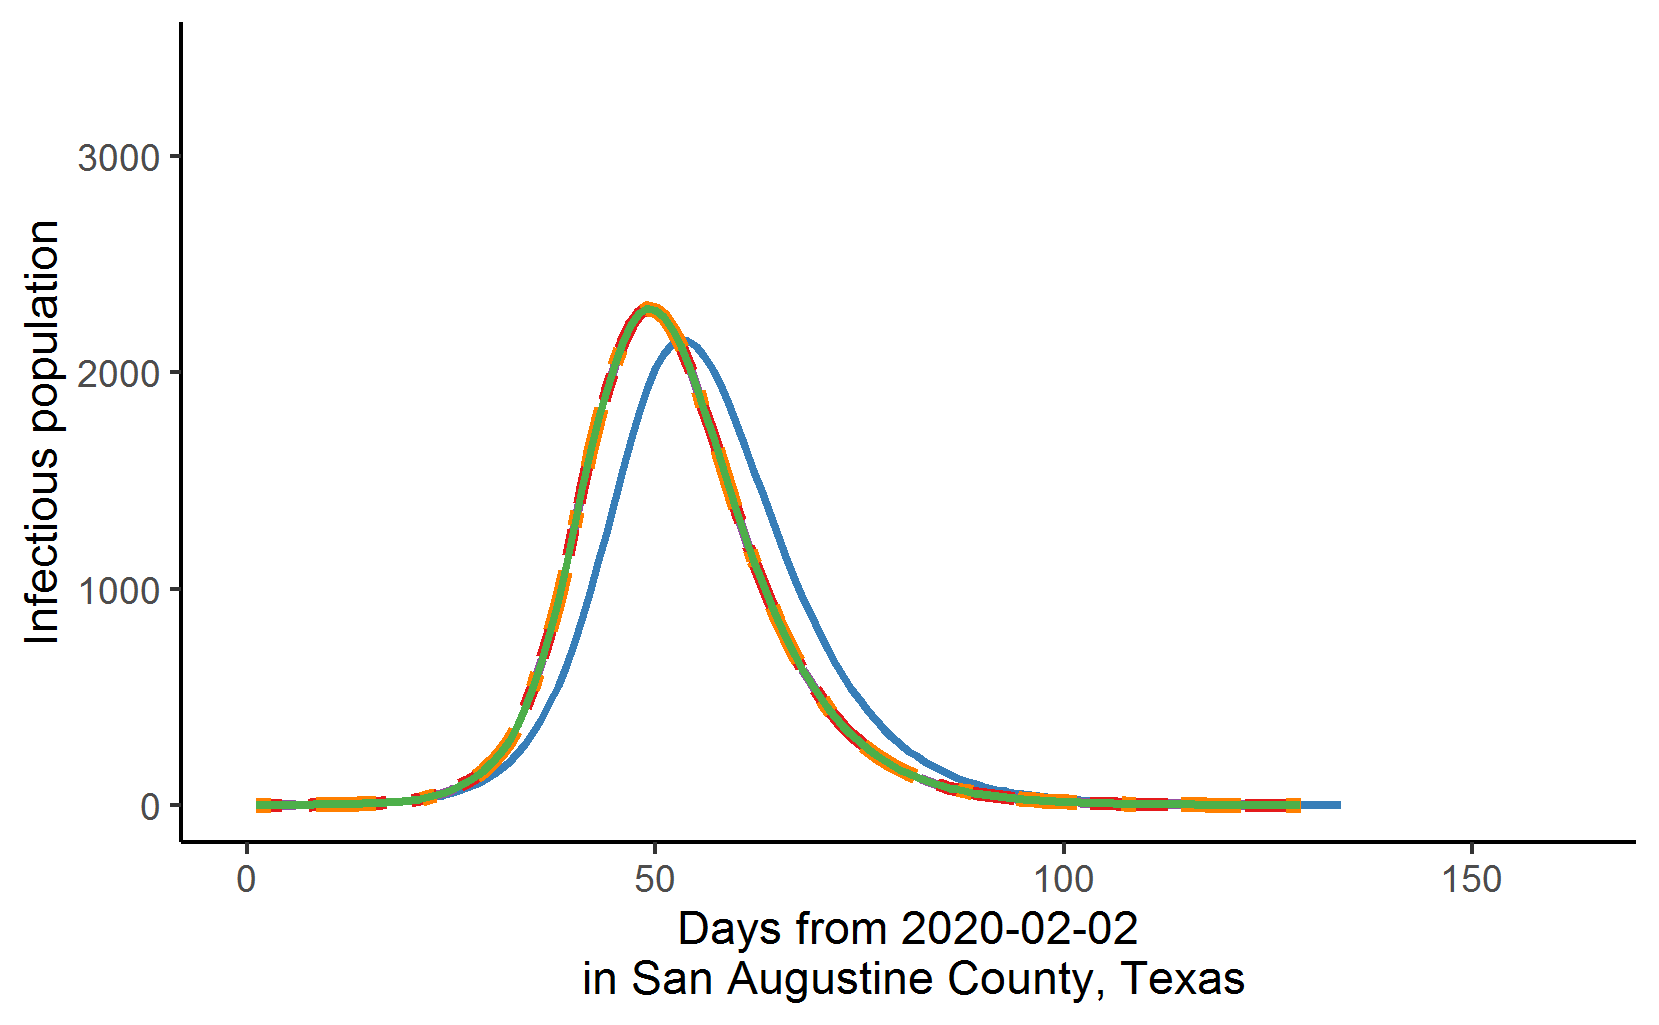 Infectious population
3000
2000
1000
0
0 50 100 150
Days from 2020-02-02
in San Augustine County, Texas